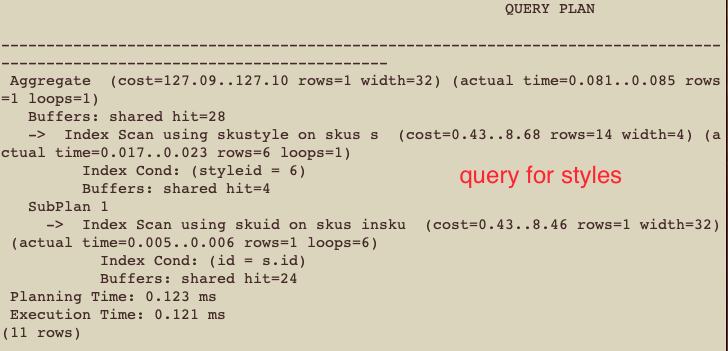 QUERY PLAN
--------------------------------------------------------------------------------
-------------------------------------------
Aggregate  (cost=127.09..127.10 rows=1 width=32) (actual time=0.081..0.085 rows
=1 loops=1)
Buffers: shared hit=28
->  Index Scan using skustyle on skus s  (cost=0.43..8.68 rows=14 width=4) (a
ctual time=0.017..0.023 rows=6 loops=1)
Index Cond: (styleid = 6)
query for styles
Buffers: shared hit=4
SubPlan 1
->  Index Scan using skuid on skus insku  (cost=0.43..8.46 rows=1 width=32)
(actual time=0.005..0.006 rows=1 loops=6)
Index Cond: (id = s.id)
Buffers: shared hit=24
Planning Time: 0.123 ms
Execution Time: 0.121 ms
(11 rows)